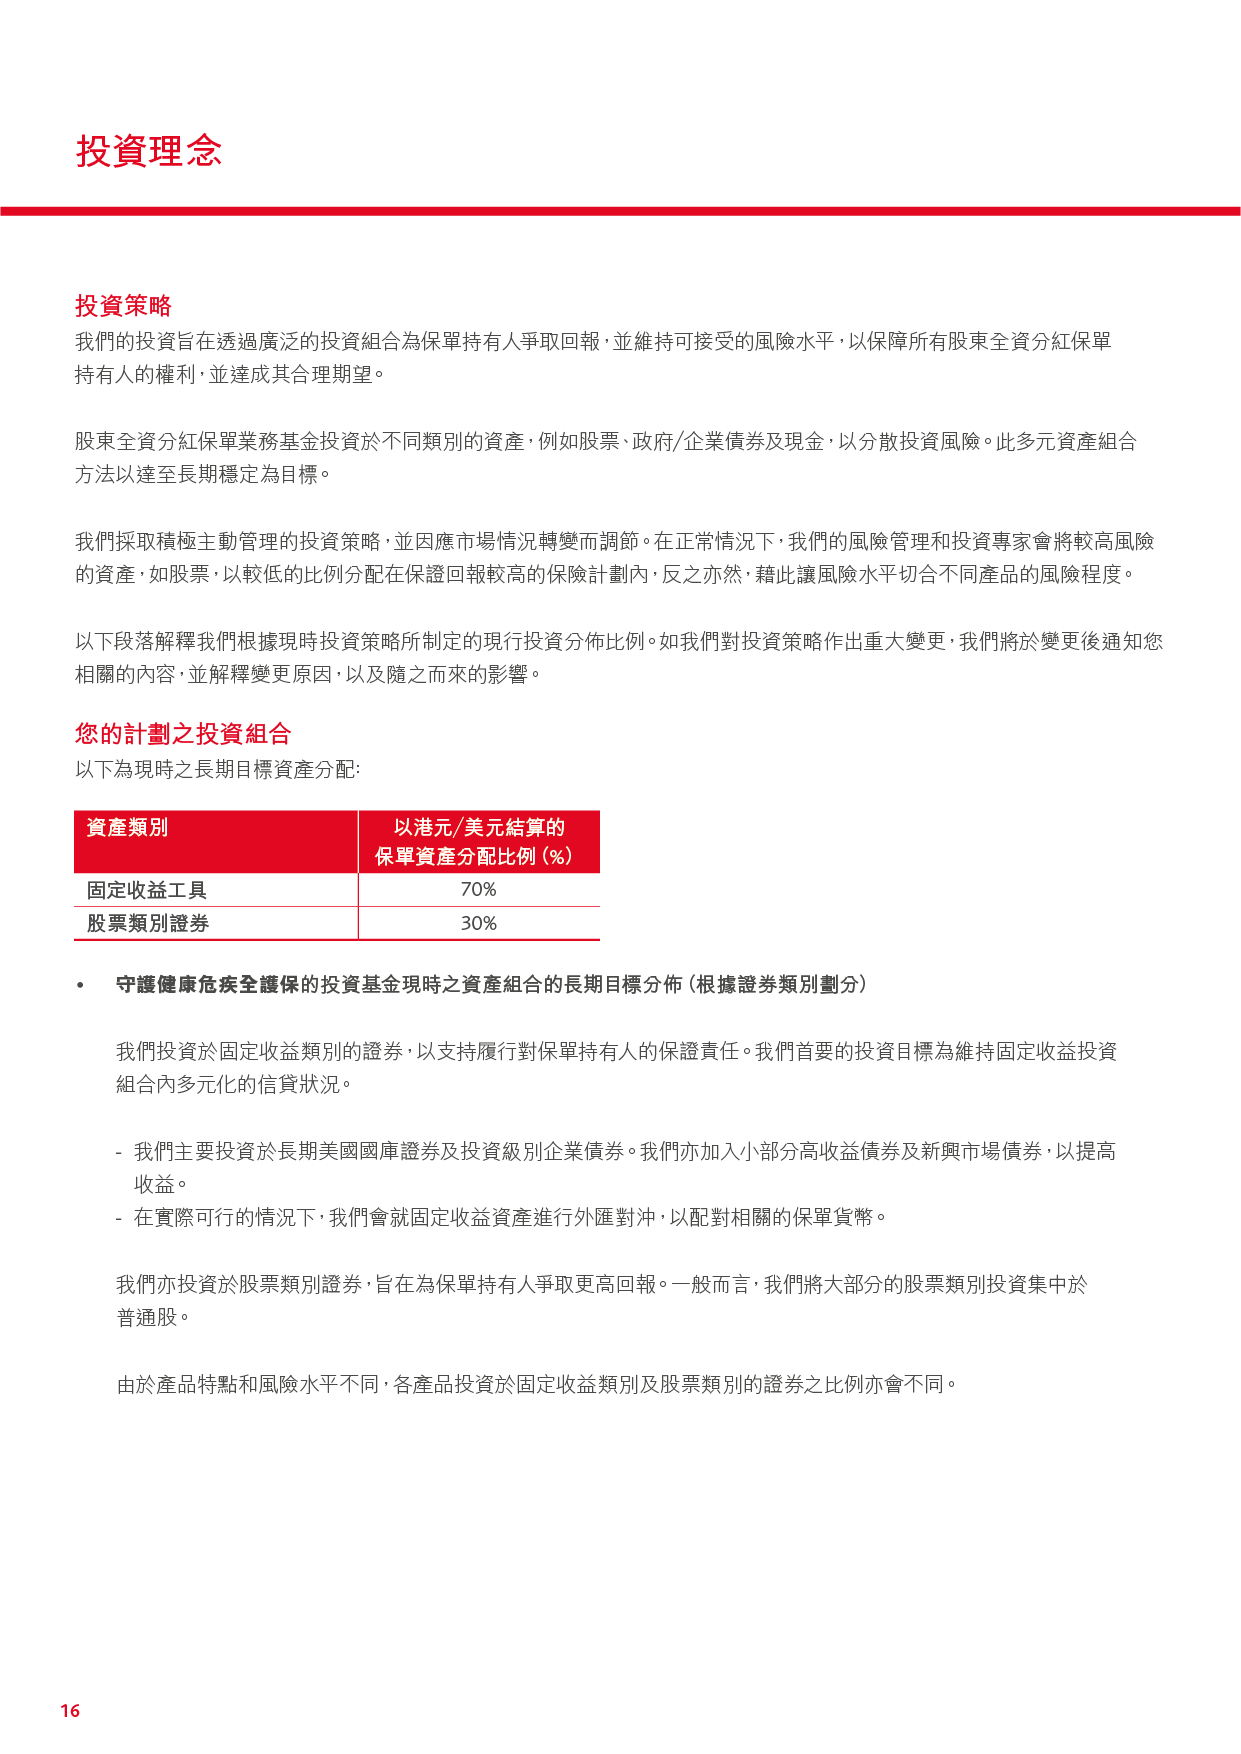 投資理念
投資策略
我們的投資旨在透過廣泛的投資組合為保單持有人爭取回報，並維持可接受的風險水平，以保障所有股東全資分紅保單
持有人的權利，並達成其合理期望。
股東全資分紅保單業務基金投資於不同類別的資產，例如股票、政府/企業債券及現金，以分散投資風險。此多元資產組合
方法以達至長期穩定為目標。
我們採取積極主動管理的投資策略，並因應市場情況轉變而調節。在正常情況下，我們的風險管理和投資專家會將較高風險
的資產，如股票，以較低的比例分配在保證回報較高的保險計劃內，反之亦然，藉此讓風險水平切合不同產品的風險程度。
以下段落解釋我們根據現時投資策略所制定的現行投資分佈比例。如我們對投資策略作出重大變更，我們將於變更後通知您
相關的內容，並解釋變更原因，以及隨之而來的影響。
您的計劃之投資組合
以下為現時之長期目標資產分配：
資產類別
以港元/美元結算的
保單資產分配比例 (%)
固定收益工具 70%
股票類別證券 30%
• 守護健康危疾全護保的投資基金現時之資產組合的長期目標分佈 (根據證券類別劃分)
我們投資於固定收益類別的證券，以支持履行對保單持有人的保證責任。我們首要的投資目標為維持固定收益投資
組合內多元化的信貸狀況。
- 我們主要投資於長期美國國庫證券及投資級別企業債券。我們亦加入小部分高收益債券及新興市場債券，以提高
收益。
- 在實際可行的情況下，我們會就固定收益資產進行外匯對沖，以配對相關的保單貨幣。
我們亦投資於股票類別證券，旨在為保單持有人爭取更高回報。一般而言，我們將大部分的股票類別投資集中於
普通股。
由於產品特點和風險水平不同，各產品投資於固定收益類別及股票類別的證券之比例亦會不同。
16